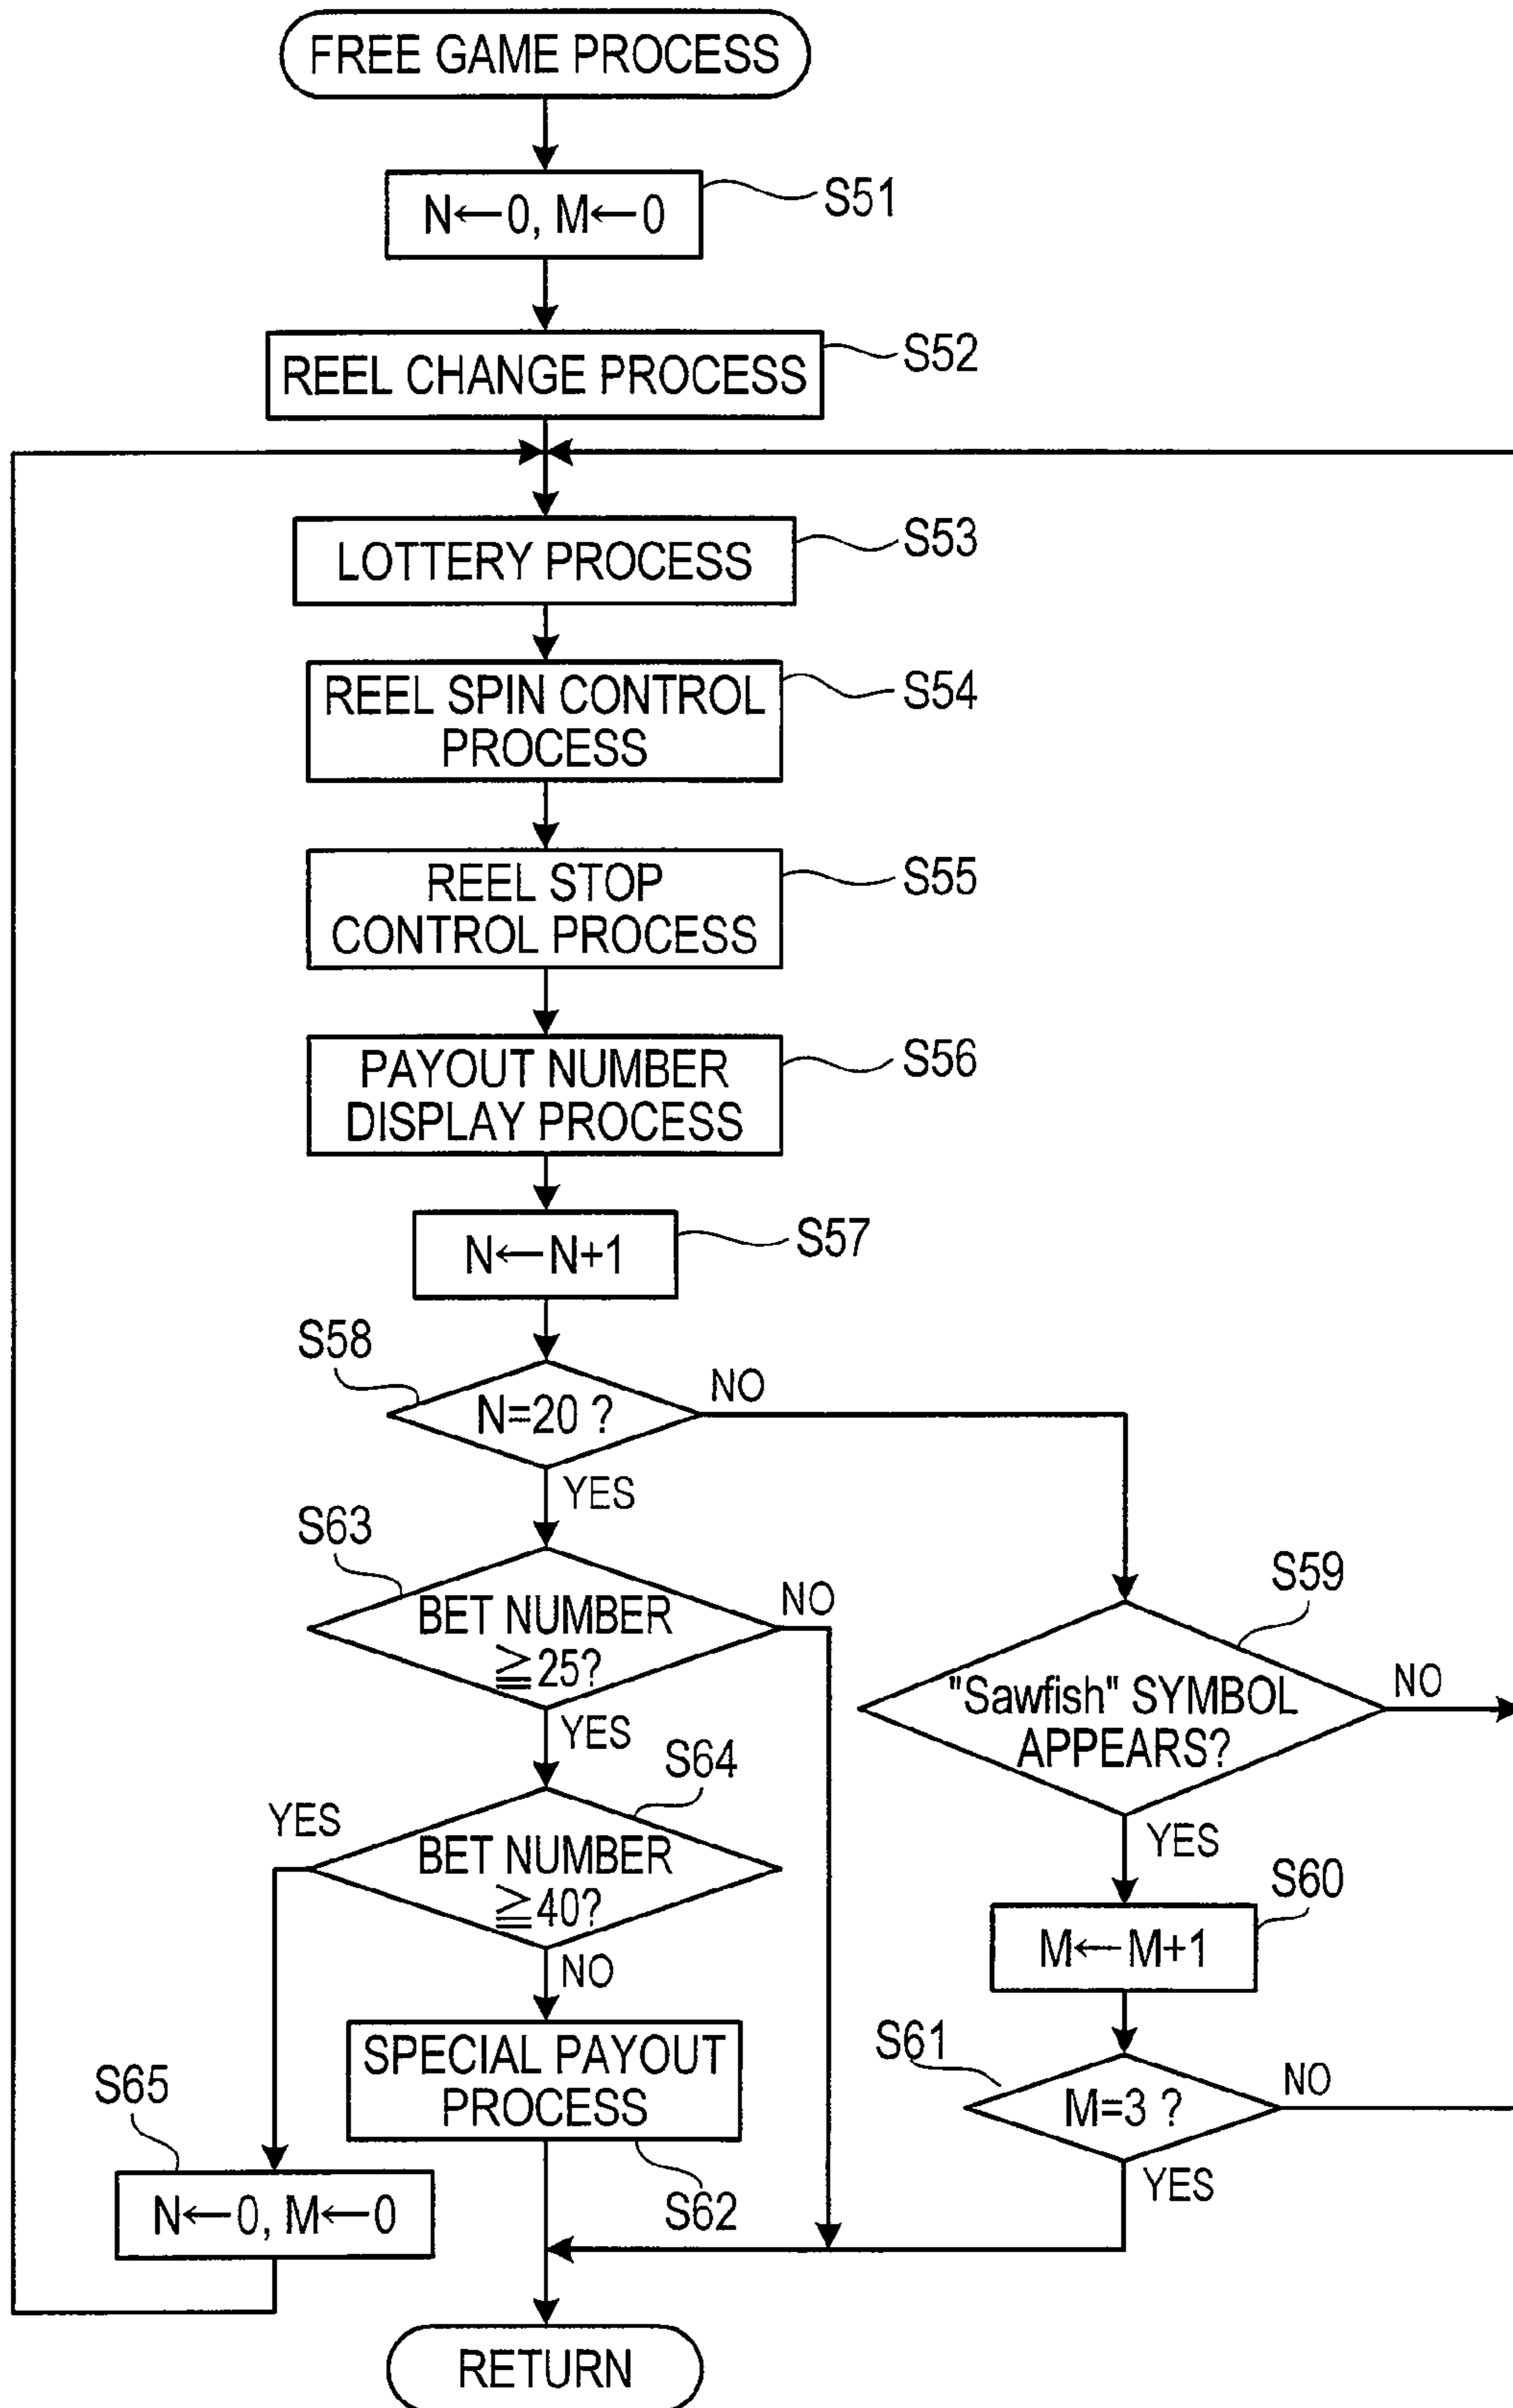 FREE GAME PROCESS
N←0, M←0
S51
REEL CHANGE PROCESS
S52
LOTTERY PROCESS
S53
REEL SPIN CONTROL
PROCESS
S54
REEL STOP
CONTROL PROCESS
S55
PAYOUT NUMBER
DISPLAY PROCESS
S56
N←N+1
S57
S58
N=20 ?
NO
YES
S63
BET NUMBER
≧25?
NO
YES
S59
"Sawfish" SYMBOL
APPEARS?
NO
YES
S64
BET NUMBER
≧40?
YES
NO
S60
M←M+1
S61
M=3 ?
NO
YES
SPECIAL PAYOUT
PROCESS
S62
S65
N←0, M←0
RETURN